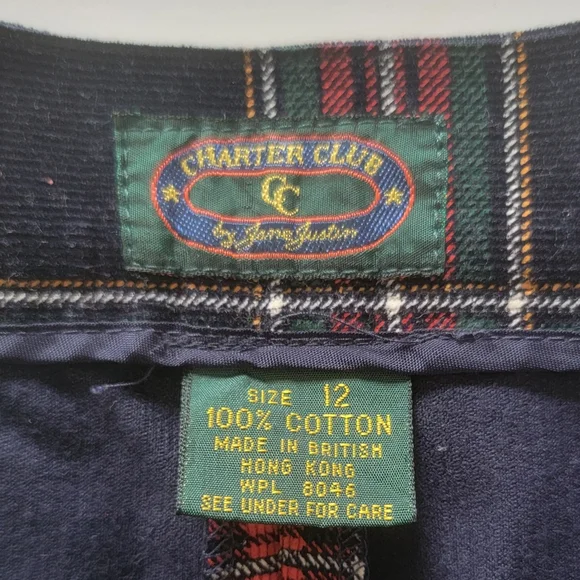 CHARTER CLUB
CC
by Jane Justin
SIZE 12
100% COTTON
MADE IN BRITISH
HONG KONG
WPL 8046
SEE UNDER FOR CARE